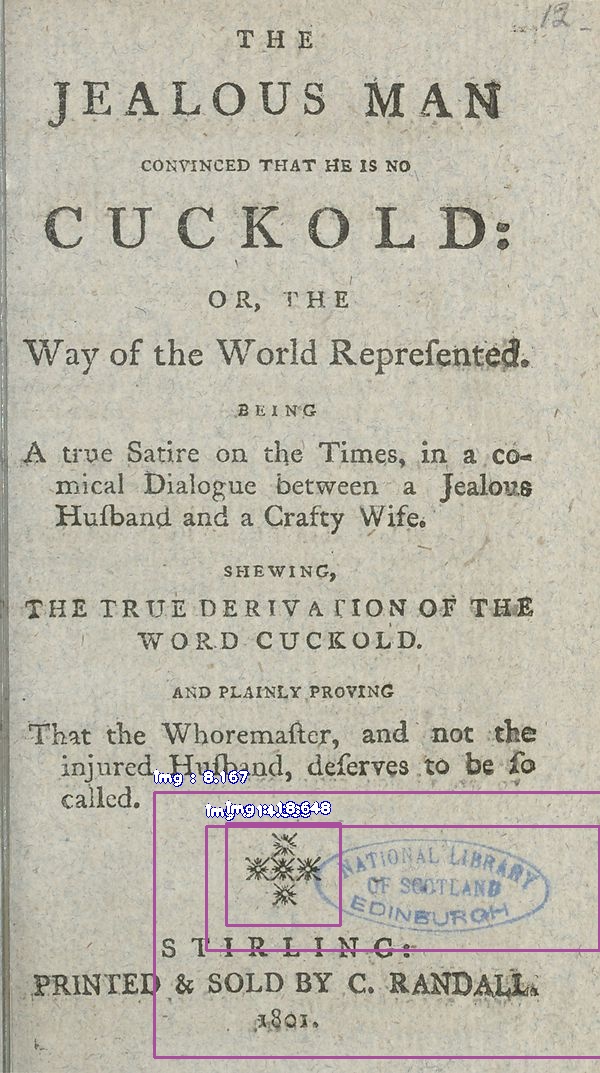 12
THE
JEALOUS MAN
CONVINCED THAT HE IS NO
CUCKOLD:
OR, THE
Way of the World Repreſented.
BEING
A true Satire on the Times, in a co-
mical Dialogue between a Jealous
Huſband and a Crafty Wife.
SHEWING,
THE TRUE DERIVATION OF THE
WORD CUCKOLD.
AND PLAINLY PROVING
That the Whoremaſter, and not the
injured Huſband, deſerves to be ſo
called.
img : 8.167
img : 18.648
NATIONAL LIBRARY
OF SCOTLAND
EDINBURGH
STIRLING:
PRINTED & SOLD BY C. RANDALL.
1801.